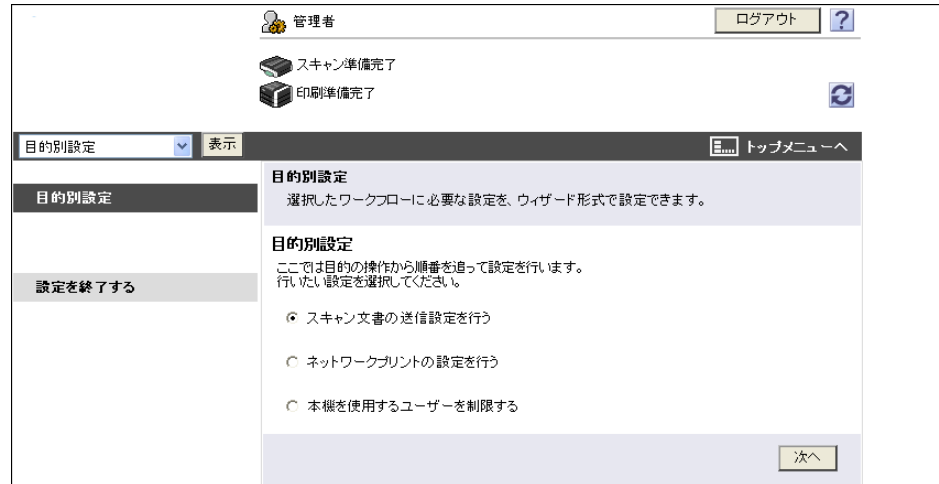 管理者
ログアウト
?
スキャン準備完了
印刷準備完了
目的別設定
表示
トップメニューへ
目的別設定
設定を終了する
目的別設定
選択したワークフローに必要な設定を、ウィザード形式で設定できます。
目的別設定
ここでは目的の操作から順番を追って設定を行います。
行いたい設定を選択してください。
スキャン文書の送信設定を行う
ネットワークプリントの設定を行う
本機を使用するユーザーを制限する
次へ